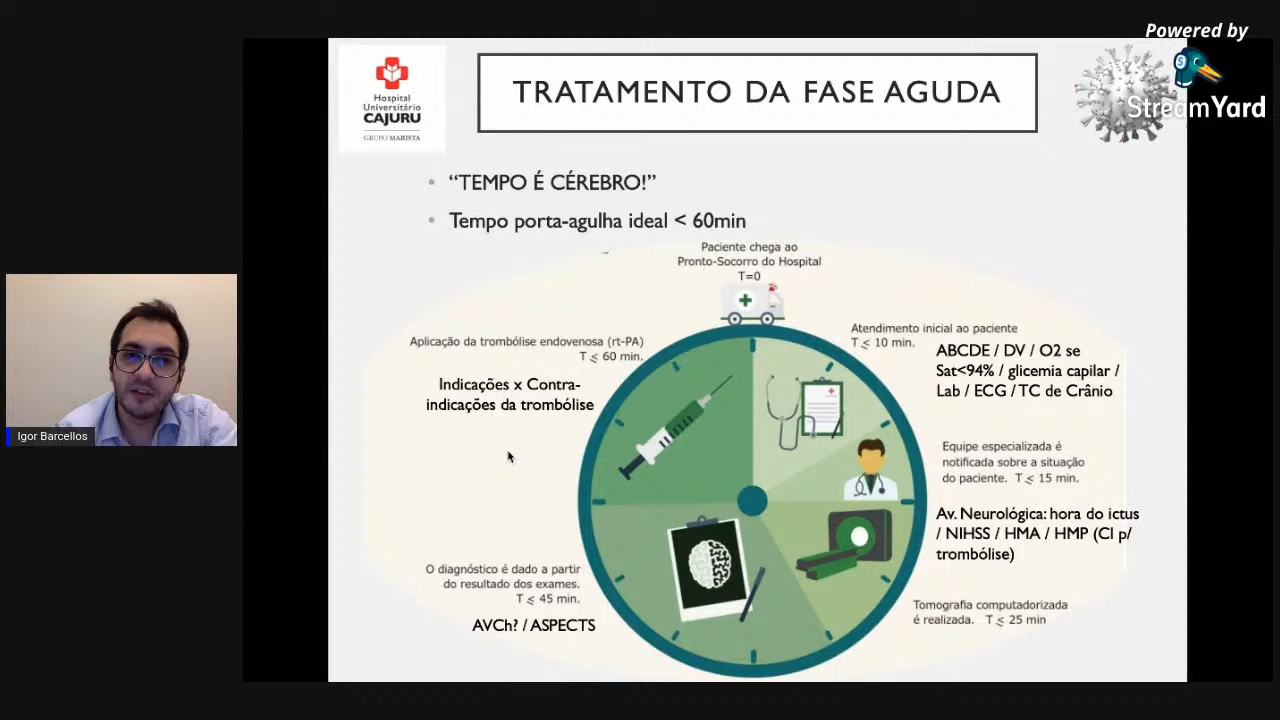 Powered by
StreamYard
Hospital
Universitário
CAJURU
GRUPO MARISTA
TRATAMENTO DA FASE AGUDA
• “TEMPO É CÉREBRO!”
• Tempo porta-agulha ideal < 60min
Paciente chega ao
Pronto-Socorro do Hospital
T=0
Atendimento inicial ao paciente
T ⩽ 10 min.
ABCDE / DV / O2 se
Sat<94% / glicemia capilar /
Lab / ECG / TC de Crânio
Equipe especializada é
notificada sobre a situação
do paciente. T ⩽ 15 min.
Av. Neurológica: hora do ictus
/ NIHSS / HMA / HMP (CI p/
trombólise)
Tomografia computadorizada
é realizada. T ⩽ 25 min
O diagnóstico é dado a partir
do resultado dos exames.
T ⩽ 45 min.
AVCh? / ASPECTS
Aplicação da trombólise endovenosa (rt-PA)
T ⩽ 60 min.
Indicações x Contra-
indicações da trombólise
Igor Barcellos